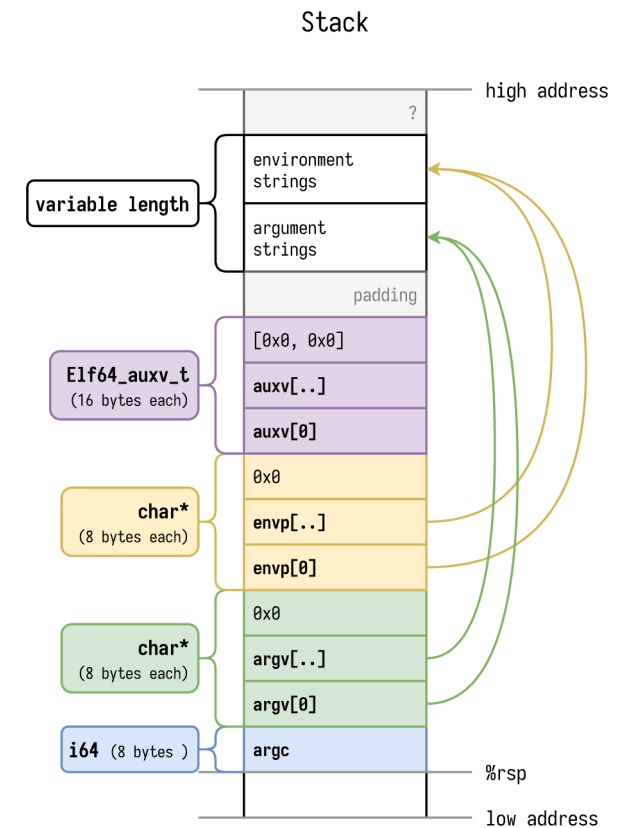 Stack
high address
?
environment
strings
variable length
argument
strings
padding
[0x0, 0x0]
Elf64_auxv_t
(16 bytes each)
auxv[..]
auxv[0]
0x0
char*
(8 bytes each)
envp[..]
envp[0]
0x0
char*
(8 bytes each)
argv[..]
argv[0]
i64 (8 bytes )
argc
%rsp
low address